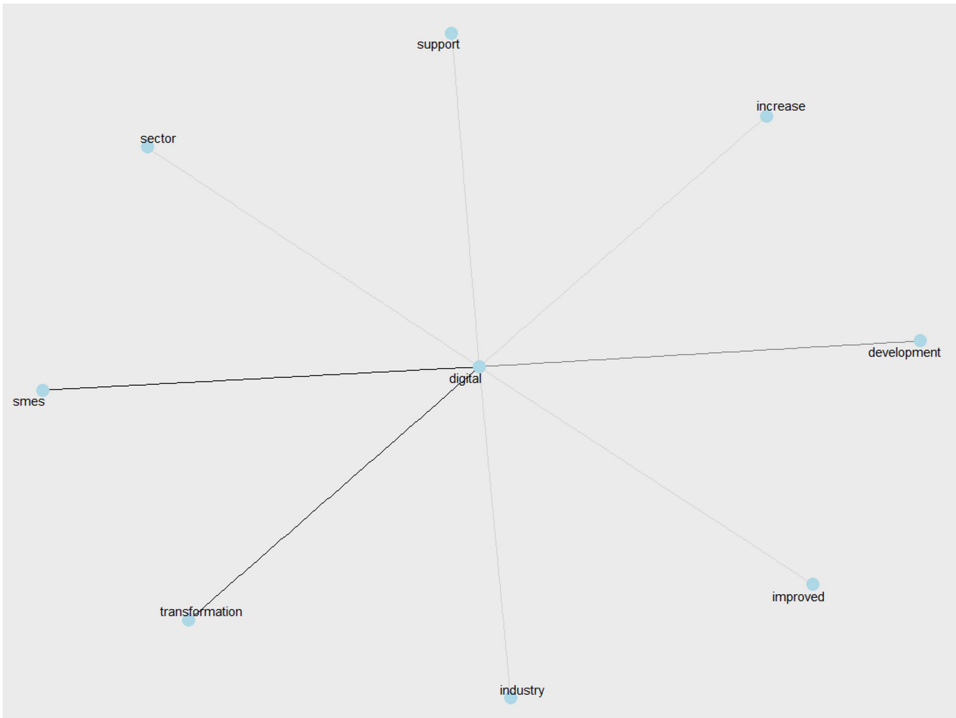 support
increase
sector
development
digital
smes
improved
transformation
industry